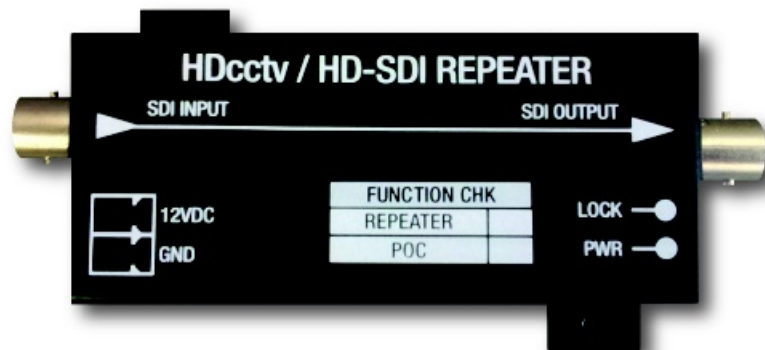 HDcctv / HD-SDI REPEATER
SDI INPUT
SDI OUTPUT
12VDC
GND
FUNCTION CHK
REPEATER
POC
LOCK
PWR